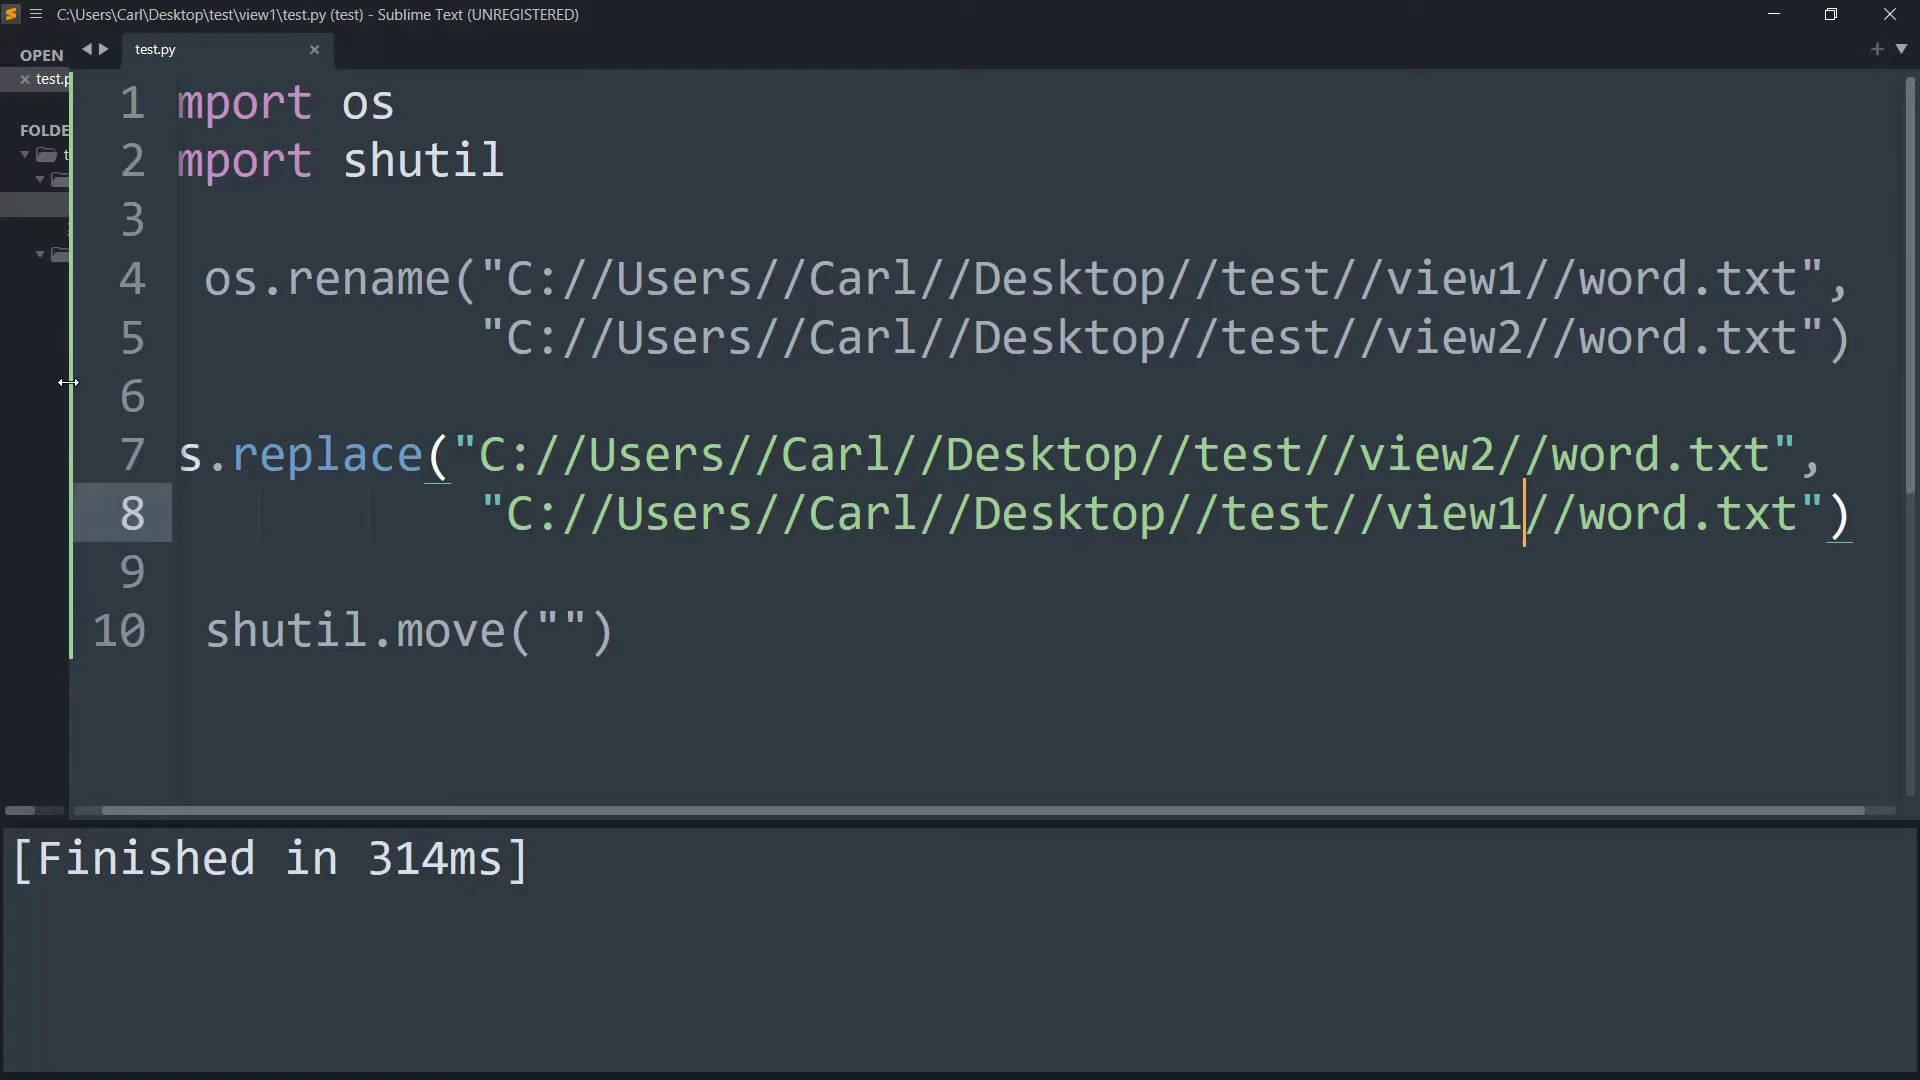 C:\Users\Carl\Desktop\test\view1\test.py (test) - Sublime Text (UNREGISTERED)
OPEN
test.py
test.p
FOLDE
t
1 mport os
2 mport shutil
3
4 os.rename("C://Users//Carl//Desktop//test//view1//word.txt",
5 "C://Users//Carl//Desktop//test//view2//word.txt")
6
7 s.replace("C://Users//Carl//Desktop//test//view2//word.txt",
8 "C://Users//Carl//Desktop//test//view1//word.txt")
9
10 shutil.move("")
[Finished in 314ms]